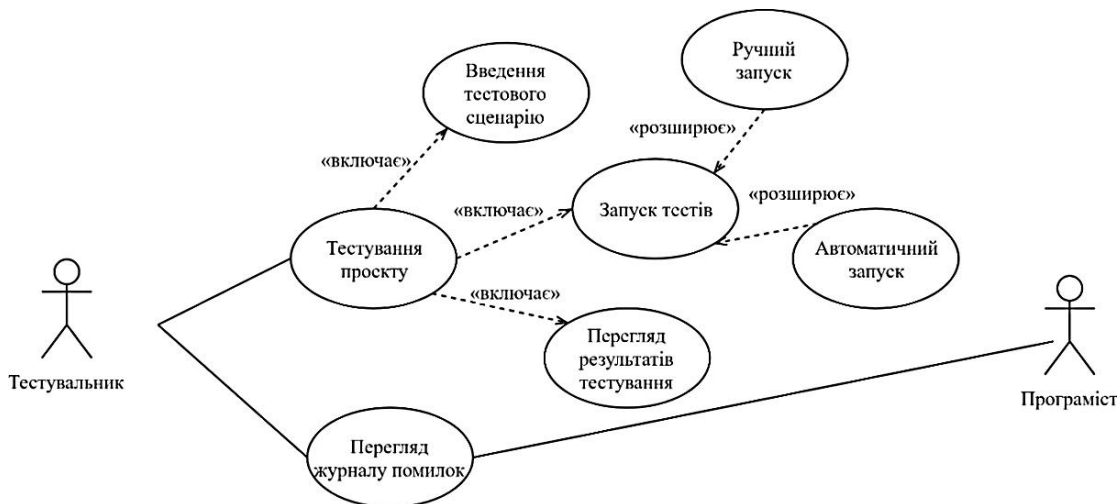 Ручний
запуск
Введення
тестового
сценарію
«розширює»
«включає»
«включає»
Запуск тестів
«розширює»
Тестування
проєкту
Автоматичний
запуск
«включає»
Перегляд
результатів
тестування
Тестувальник
Програміст
Перегляд
журналу помилок